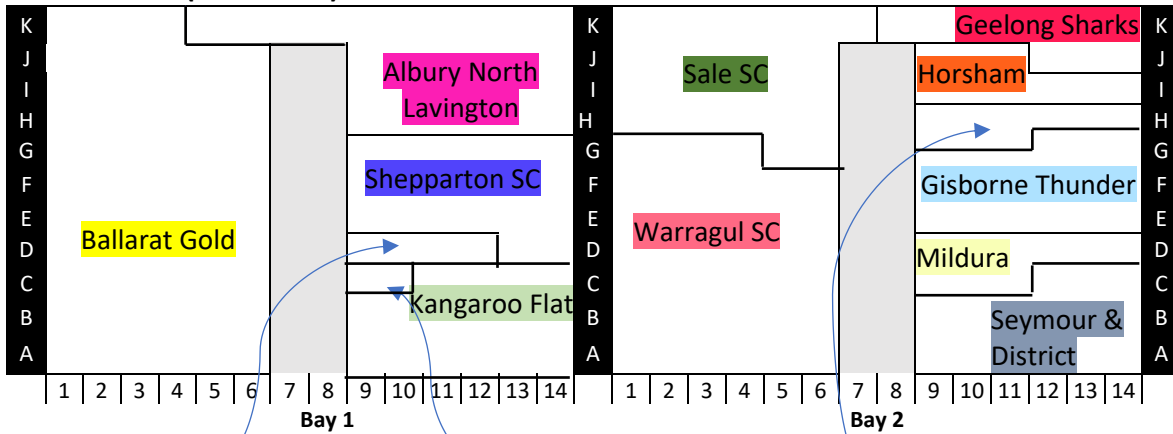 K K Geelong Sharks K
J J J
Albury North Sale SC Horsham
I I I
Lavington
H H H
G G G
F Shepparton SC F Gisborne Thunder F
E E E
D Ballarat Gold D Warragul SC Mildura D
C C C
Kangaroo Flat
B B Seymour & B
A A District A
1 2 3 4 5 6 7 8 9 10 11 12 13 14 1 2 3 4 5 6 7 8 9 10 11 12 13 14
Bay 1 Bay 2